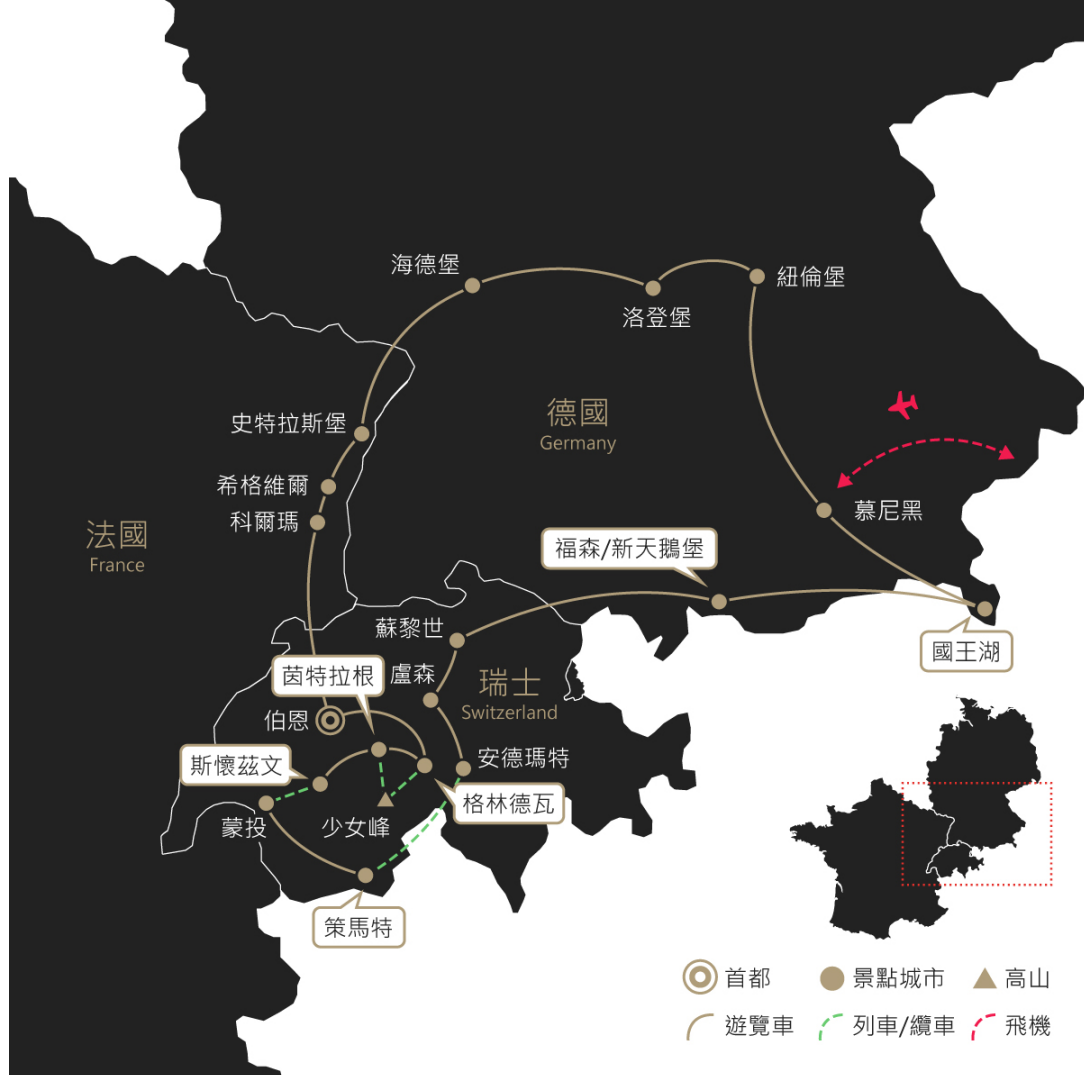 海德堡
紐倫堡
洛登堡
德國
Germany
史特拉斯堡
希格維爾
科爾瑪
慕尼黑
法國
France
福森/新天鵝堡
蘇黎世
國王湖
茵特拉根
盧森
瑞士
Switzerland
伯恩
斯懷茲文
安德瑪特
格林德瓦
蒙投
少女峰
策馬特
首都
景點城市
高山
遊覽車
列車/纜車
飛機